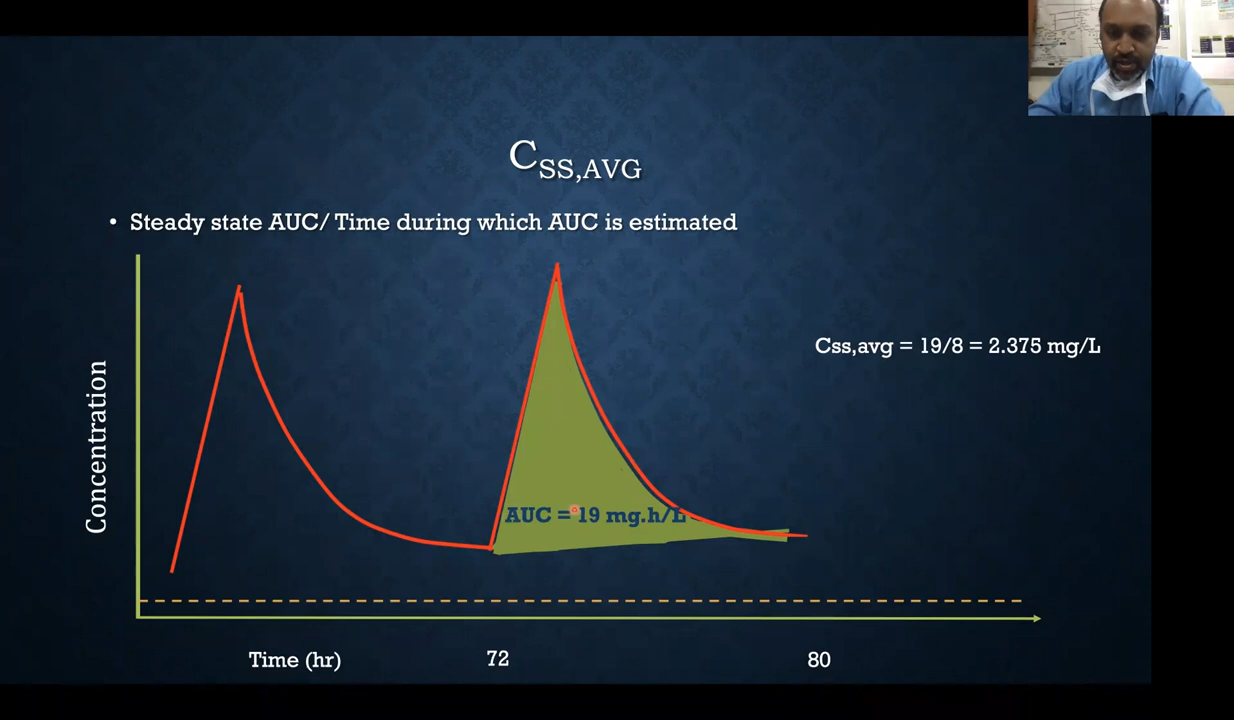 C SS,AVG
• Steady state AUC/ Time during which AUC is estimated
Css,avg = 19/8 = 2.375 mg/L
Concentration
AUC = 19 mg.h/L
Time (hr)
72
80